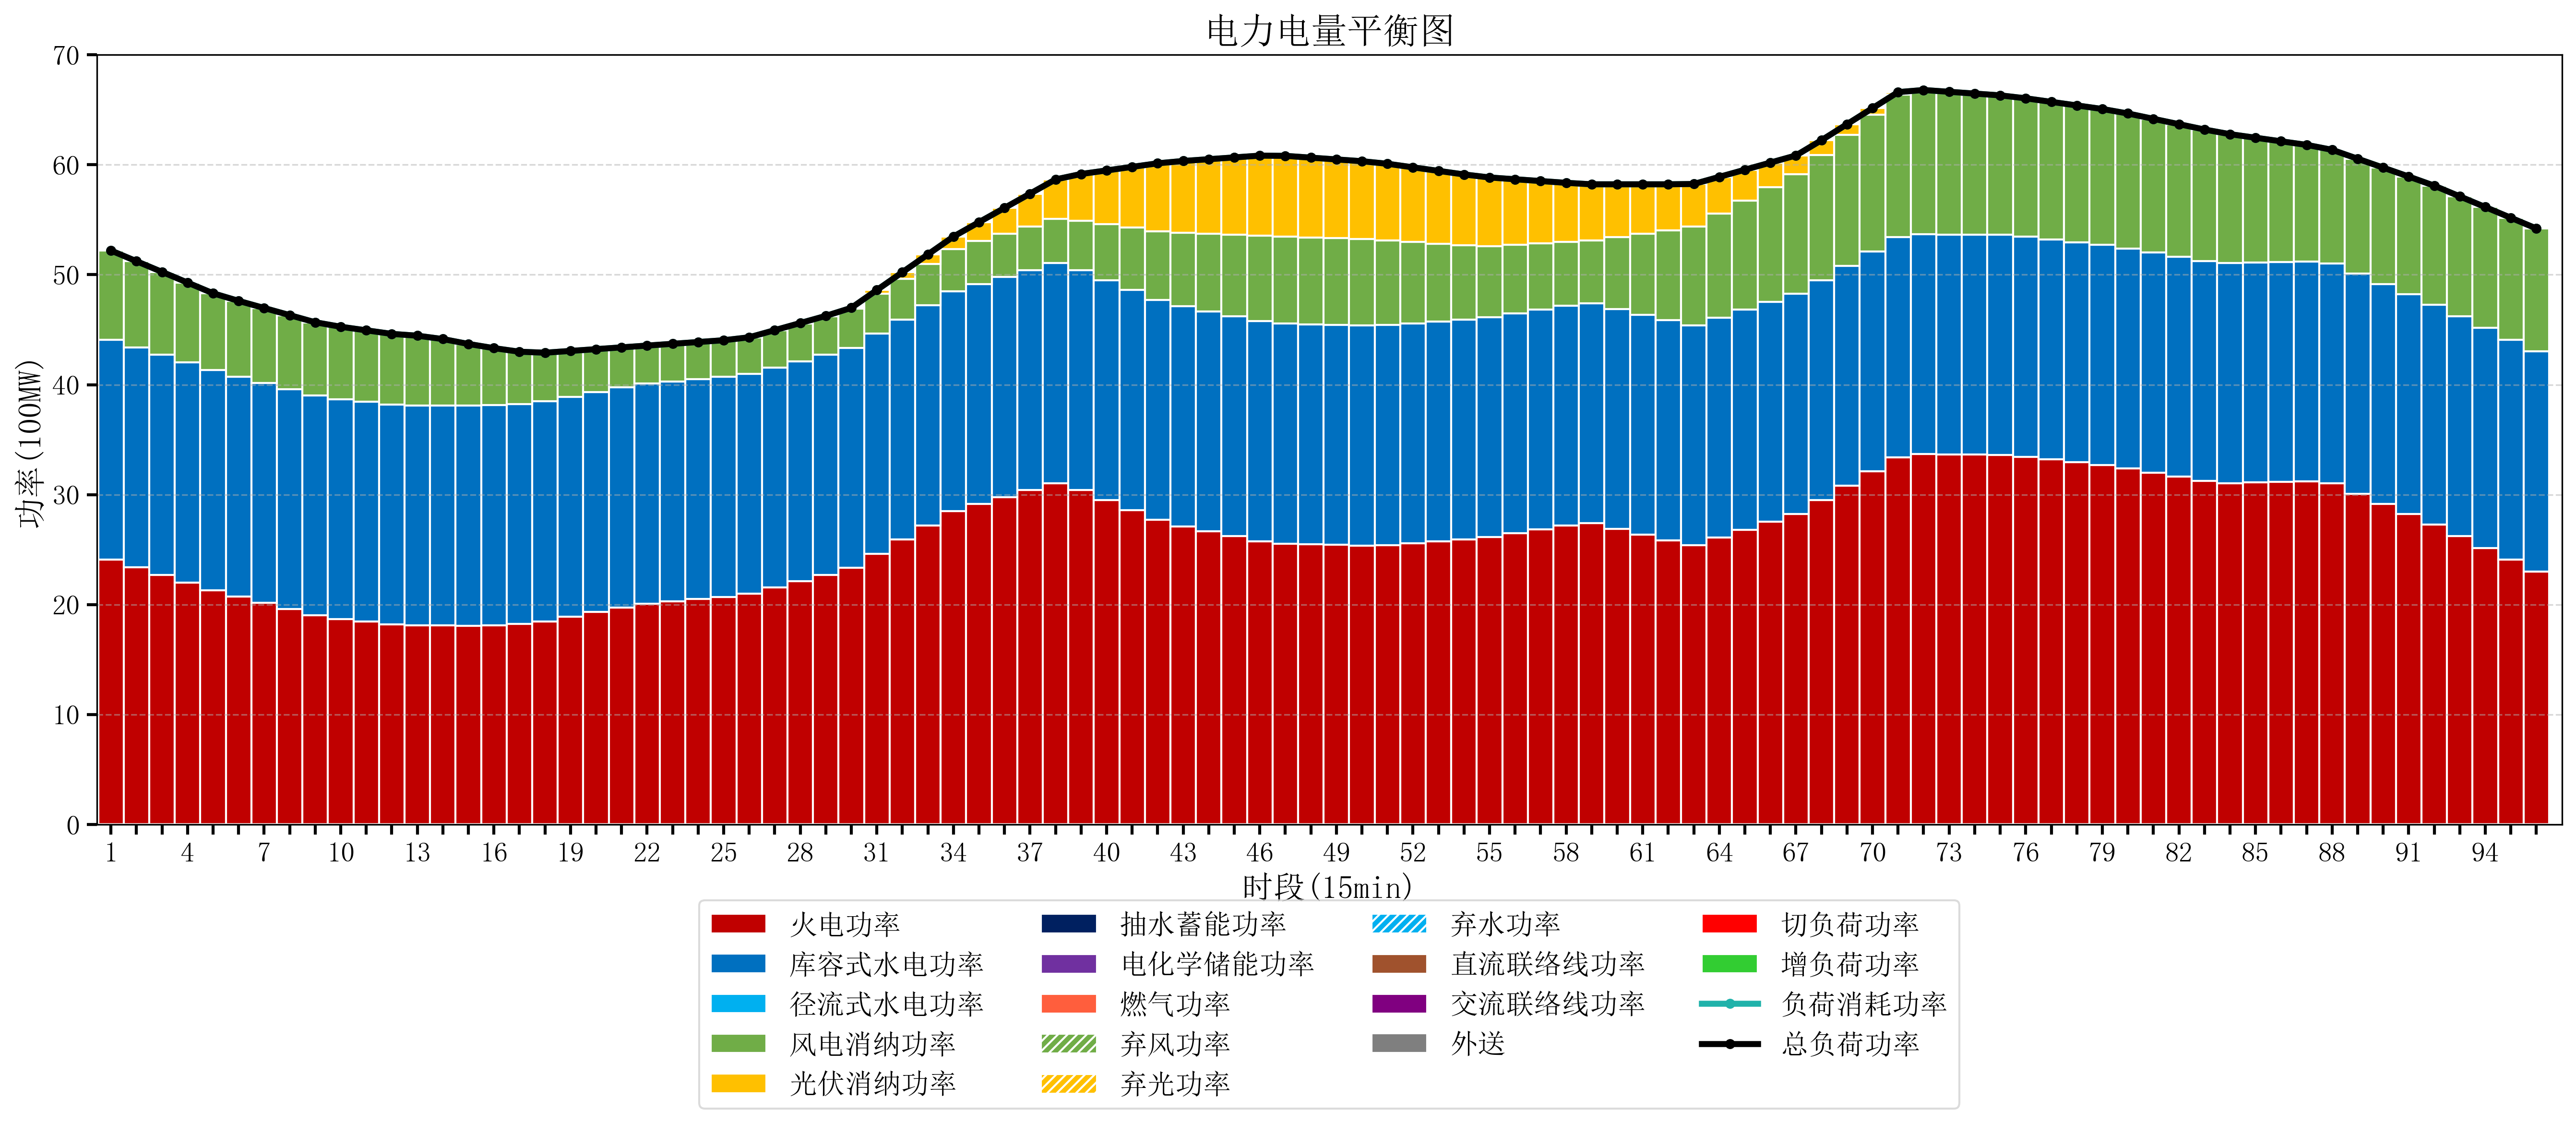 电力电量平衡图
功率(100MW)
70
60
50
40
30
20
10
0
1 4 7 10 13 16 19 22 25 28 31 34 37 40 43 46 49 52 55 58 61 64 67 70 73 76 79 82 85 88 91 94
时段(15min)
火电功率 抽水蓄能功率 弃水功率 切负荷功率
库容式水电功率 电化学储能功率 直流联络线功率 增负荷功率
径流式水电功率 燃气功率 交流联络线功率 负荷消耗功率
风电消纳功率 弃风功率 外送 总负荷功率
光伏消纳功率 弃光功率